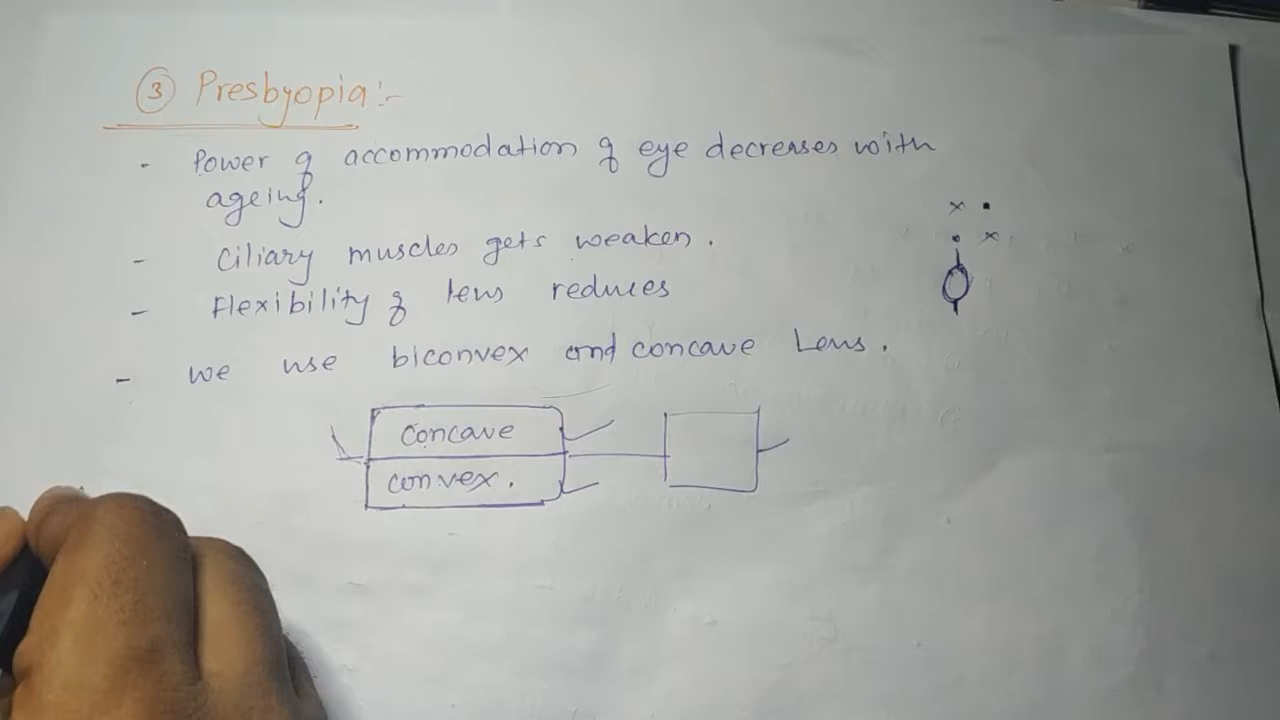 ③ Presbyopia:-
- Power of accommodation of eye decreases with
ageing.
- Ciliary muscles gets weaken.
- Flexibility of lens reduces
- We use biconvex and concave Lens.
Concave
convex.